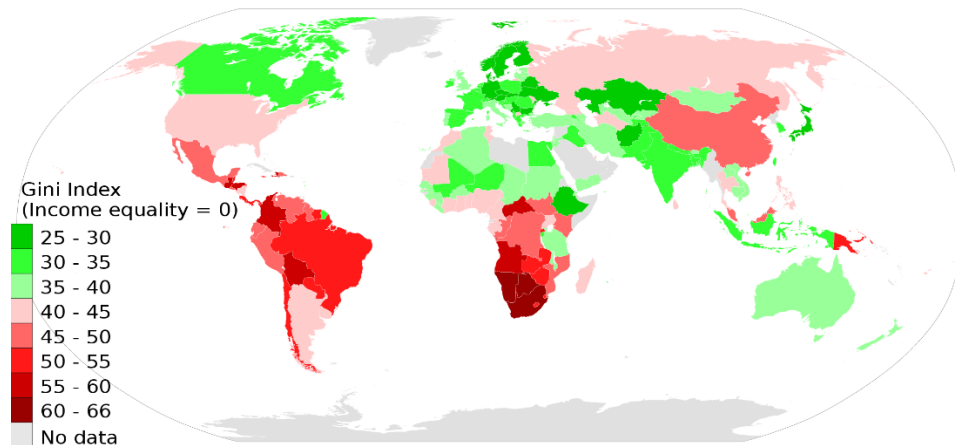 Gini Index
(Income equality = 0)
25 - 30
30 - 35
35 - 40
40 - 45
45 - 50
50 - 55
55 - 60
60 - 66
No data